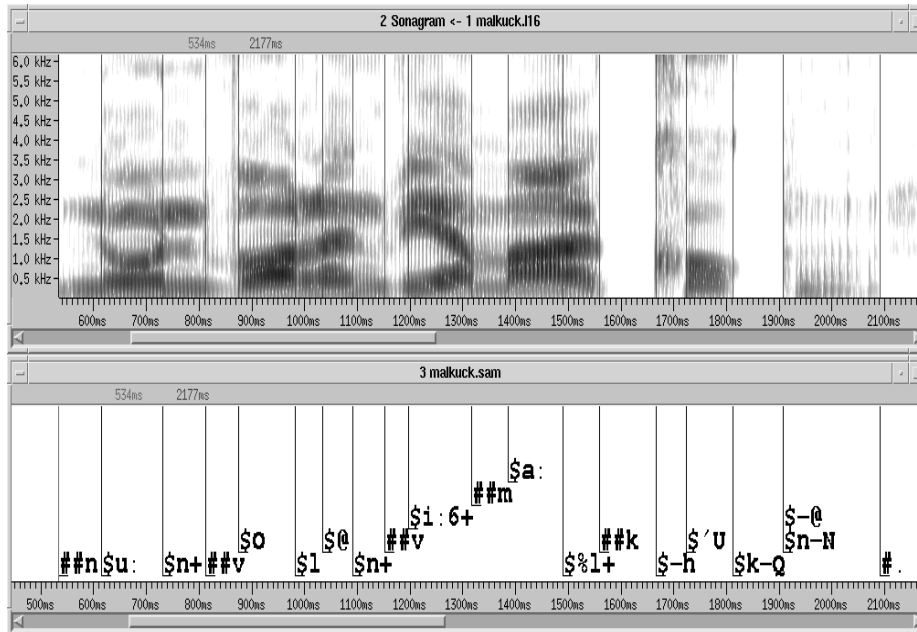 2 Sonagram <- 1 malkuck.l16
534ms 2177ms
6.0 kHz
5.5 kHz
5.0 kHz
4.5 kHz
4.0 kHz
3.5 kHz
3.0 kHz
2.5 kHz
2.0 kHz
1.5 kHz
1.0 kHz
0.5 kHz
600ms 700ms 800ms 900ms 1000ms 1100ms 1200ms 1300ms 1400ms 1500ms 1600ms 1700ms 1800ms 1900ms 2000ms 2100ms
3 malkuck.sam
534ms 2177ms
$a:
##m
$i:6+ $-@
$O $@ ##v ##k $´U $n-N
##n $u: $n+ ##v $l $n+ $%l+ $-h $k-Q #.
500ms 600ms 700ms 800ms 900ms 1000ms 1100ms 1200ms 1300ms 1400ms 1500ms 1600ms 1700ms 1800ms 1900ms 2000ms 2100ms